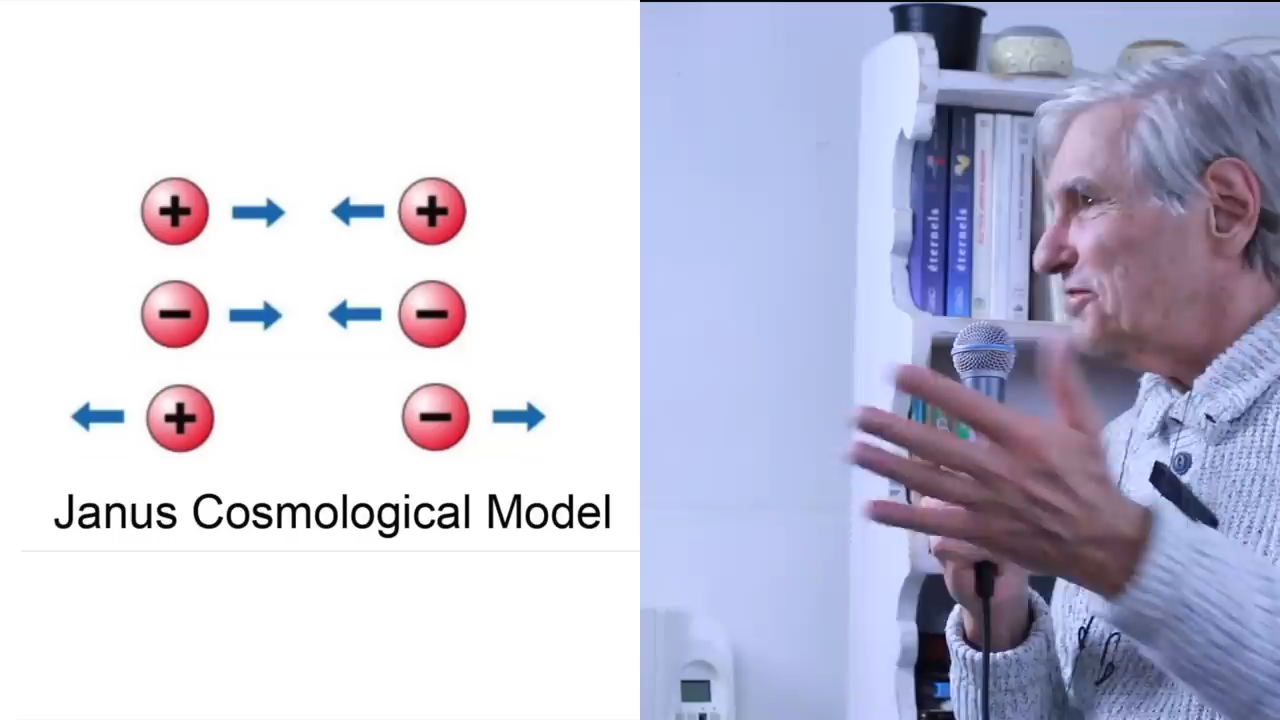 + +
- -
+ -
Janus Cosmological Model
éternels
éternels